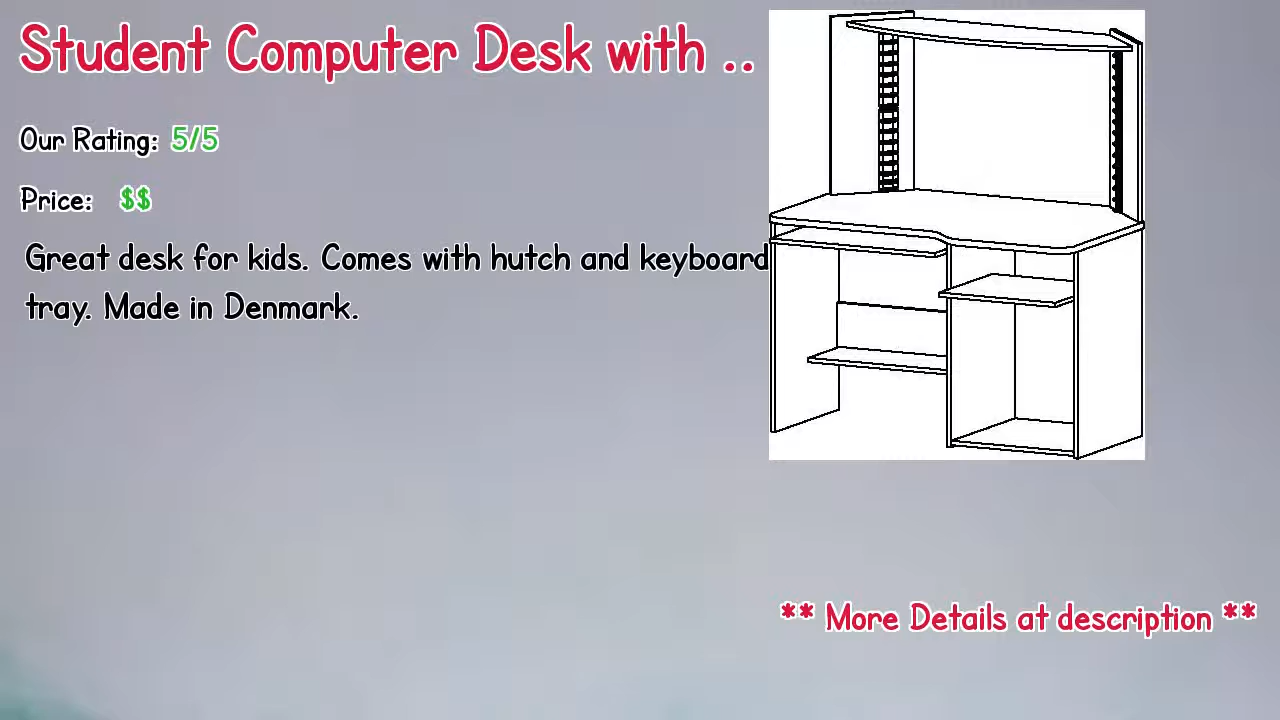 Student Computer Desk with ..
Our Rating: 5/5
Price: $$
Great desk for kids. Comes with hutch and keyboard
tray. Made in Denmark.
** More Details at description **